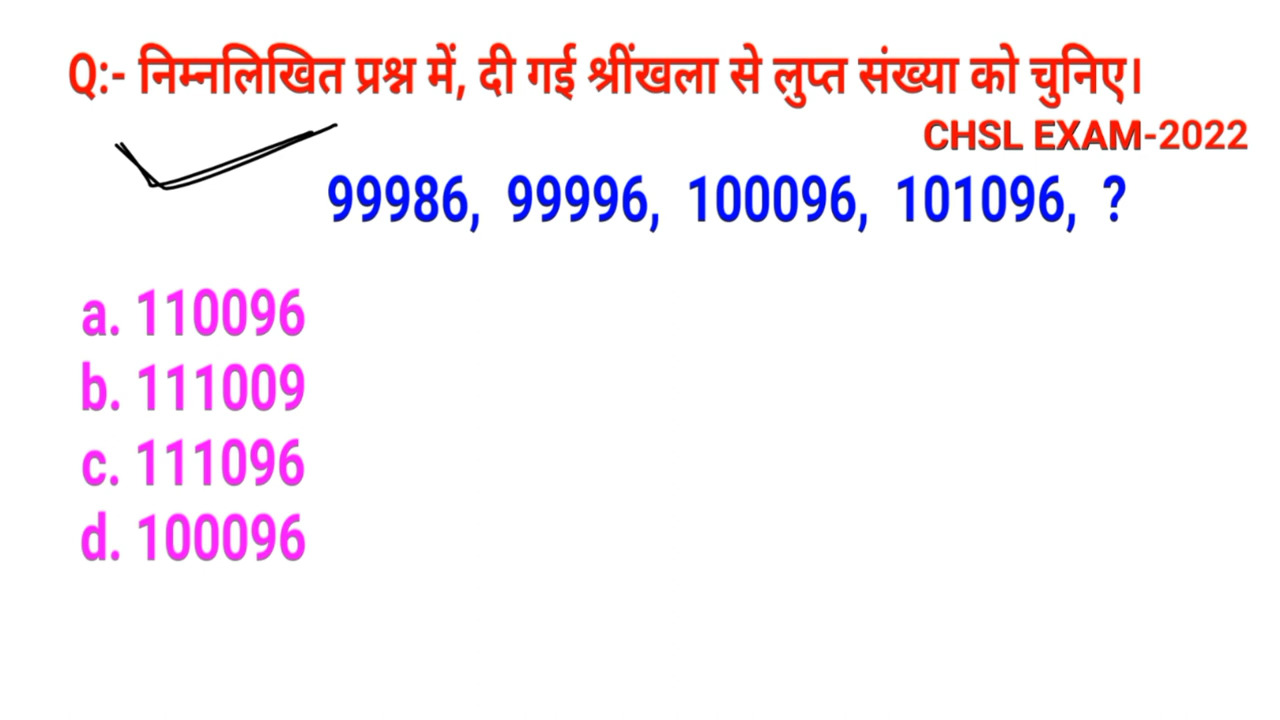 Q:- निम्नलिखित प्रश्न में, दी गई श्रींखला से लुप्त संख्या को चुनिए।
CHSL EXAM-2022
99986, 99996, 100096, 101096, ?
a. 110096
b. 111009
c. 111096
d. 100096